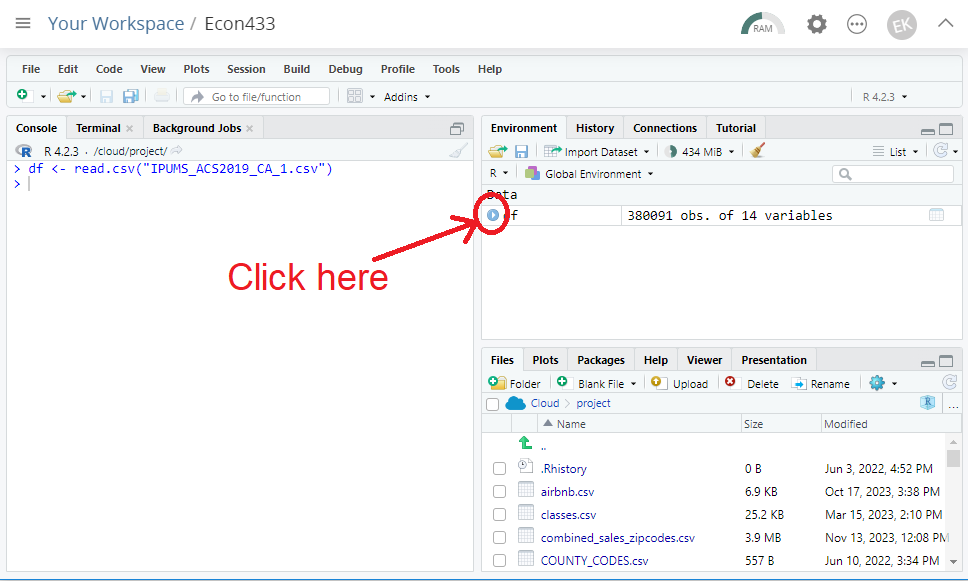 Your Workspace / Econ433
RAM
EK
File Edit Code View Plots Session Build Debug Profile Tools Help
Go to file/function Addins R 4.2.3
Console Terminal Background Jobs
R 4.2.3 · /cloud/project/
> df <- read.csv("IPUMS_ACS2019_CA_1.csv")
>
Environment History Connections Tutorial
Import Dataset 434 MiB List
R Global Environment
Data
df 380091 obs. of 14 variables
Click here
Files Plots Packages Help Viewer Presentation
Folder Blank File Upload Delete Rename
Cloud > project R ...
Name Size Modified
..
.Rhistory 0 B Jun 3, 2022, 4:52 PM
airbnb.csv 6.9 KB Oct 17, 2023, 3:38 PM
classes.csv 25.2 KB Mar 15, 2023, 2:10 PM
combined_sales_zipcodes.csv 3.9 MB Nov 13, 2023, 12:08 PM
COUNTY_CODES.csv 557 B Jun 10, 2022, 3:34 PM